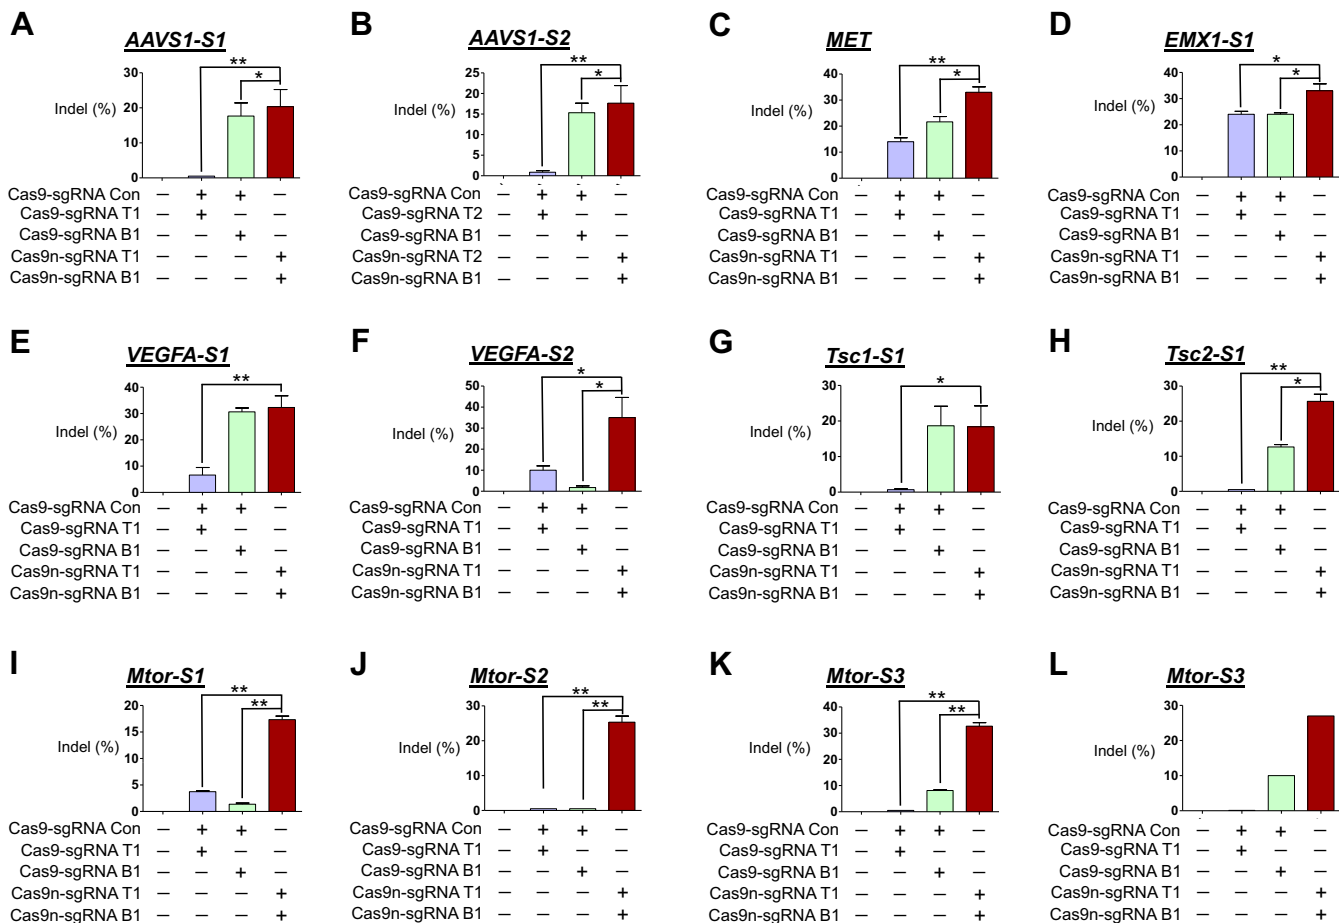 A
AAVS1-S1
**
*
30
20
10
0
Indel (%)
Cas9-sgRNA Con — + + —
Cas9-sgRNA T1 — + — —
Cas9-sgRNA B1 — — + —
Cas9n-sgRNA T1 — — — +
Cas9n-sgRNA B1 — — — +
B
AAVS1-S2
**
*
25
20
15
10
5
0
Indel (%)
Cas9-sgRNA Con — + + —
Cas9-sgRNA T2 — + — —
Cas9-sgRNA B1 — — + —
Cas9n-sgRNA T2 — — — +
Cas9n-sgRNA B1 — — — +
C
MET
**
*
40
30
20
10
0
Indel (%)
Cas9-sgRNA Con — + + —
Cas9-sgRNA T1 — + — —
Cas9-sgRNA B1 — — + —
Cas9n-sgRNA T1 — — — +
Cas9n-sgRNA B1 — — — +
D
EMX1-S1
*
*
40
30
20
10
0
Indel (%)
Cas9-sgRNA Con — + + —
Cas9-sgRNA T1 — + — —
Cas9-sgRNA B1 — — + —
Cas9n-sgRNA T1 — — — +
Cas9n-sgRNA B1 — — — +
E
VEGFA-S1
**
40
30
20
10
0
Indel (%)
Cas9-sgRNA Con — + + —
Cas9-sgRNA T1 — + — —
Cas9-sgRNA B1 — — + —
Cas9n-sgRNA T1 — — — +
Cas9n-sgRNA B1 — — — +
F
VEGFA-S2
*
*
50
40
30
20
10
0
Indel (%)
Cas9-sgRNA Con — + + —
Cas9-sgRNA T1 — + — —
Cas9-sgRNA B1 — — + —
Cas9n-sgRNA T1 — — — +
Cas9n-sgRNA B1 — — — +
G
Tsc1-S1
*
30
20
10
0
Indel (%)
Cas9-sgRNA Con — + + —
Cas9-sgRNA T1 — + — —
Cas9-sgRNA B1 — — + —
Cas9n-sgRNA T1 — — — +
Cas9n-sgRNA B1 — — — +
H
Tsc2-S1
**
*
30
20
10
0
Indel (%)
Cas9-sgRNA Con — + + —
Cas9-sgRNA T1 — + — —
Cas9-sgRNA B1 — — + —
Cas9n-sgRNA T1 — — — +
Cas9n-sgRNA B1 — — — +
I
Mtor-S1
**
**
20
15
10
5
0
Indel (%)
Cas9-sgRNA Con — + + —
Cas9-sgRNA T1 — + — —
Cas9-sgRNA B1 — — + —
Cas9n-sgRNA T1 — — — +
Cas9n-sgRNA B1 — — — +
J
Mtor-S2
**
**
30
20
10
0
Indel (%)
Cas9-sgRNA Con — + + —
Cas9-sgRNA T1 — + — —
Cas9-sgRNA B1 — — + —
Cas9n-sgRNA T1 — — — +
Cas9n-sgRNA B1 — — — +
K
Mtor-S3
**
**
40
30
20
10
0
Indel (%)
Cas9-sgRNA Con — + + —
Cas9-sgRNA T1 — + — —
Cas9-sgRNA B1 — — + —
Cas9n-sgRNA T1 — — — +
Cas9n-sgRNA B1 — — — +
L
Mtor-S3
30
20
10
0
Indel (%)
Cas9-sgRNA Con — + + —
Cas9-sgRNA T1 — + — —
Cas9-sgRNA B1 — — + —
Cas9n-sgRNA T1 — — — +
Cas9n-sgRNA B1 — — — +